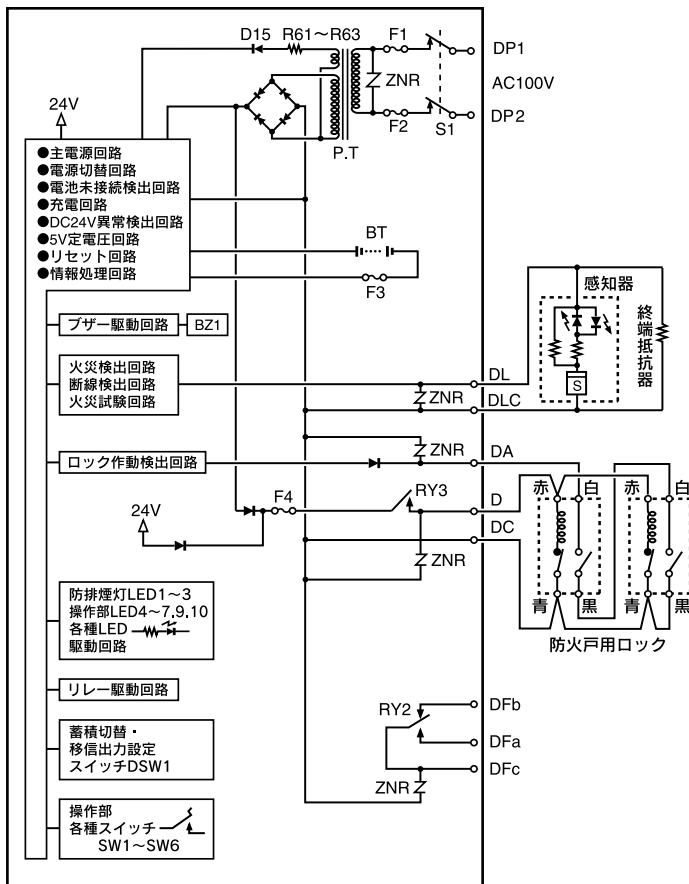 D15
R61～R63
F1
DP1
ZNR
AC100V
F2
S1
DP2
P.T
24V
●主電源回路
●電源切替回路
●電池未接続検出回路
●充電回路
●DC24V異常検出回路
●5V定電圧回路
●リセット回路
●情報処理回路
BT
F3
ブザー駆動回路
BZ1
感知器
終端抵抗器
S
火災検出回路
断線検出回路
火災試験回路
DL
ZNR
DLC
ZNR
ロック作動検出回路
DA
F4
RY3
D
24V
DC
ZNR
赤
白
赤
白
青
黒
青
黒
防火戸用ロック
防排煙灯LED1～3
操作部LED4～7,9,10
各種LED
駆動回路
リレー駆動回路
RY2
DFb
DFa
DFc
ZNR
蓄積切替・
移信出力設定
スイッチDSW1
操作部
各種スイッチ
SW1～SW6